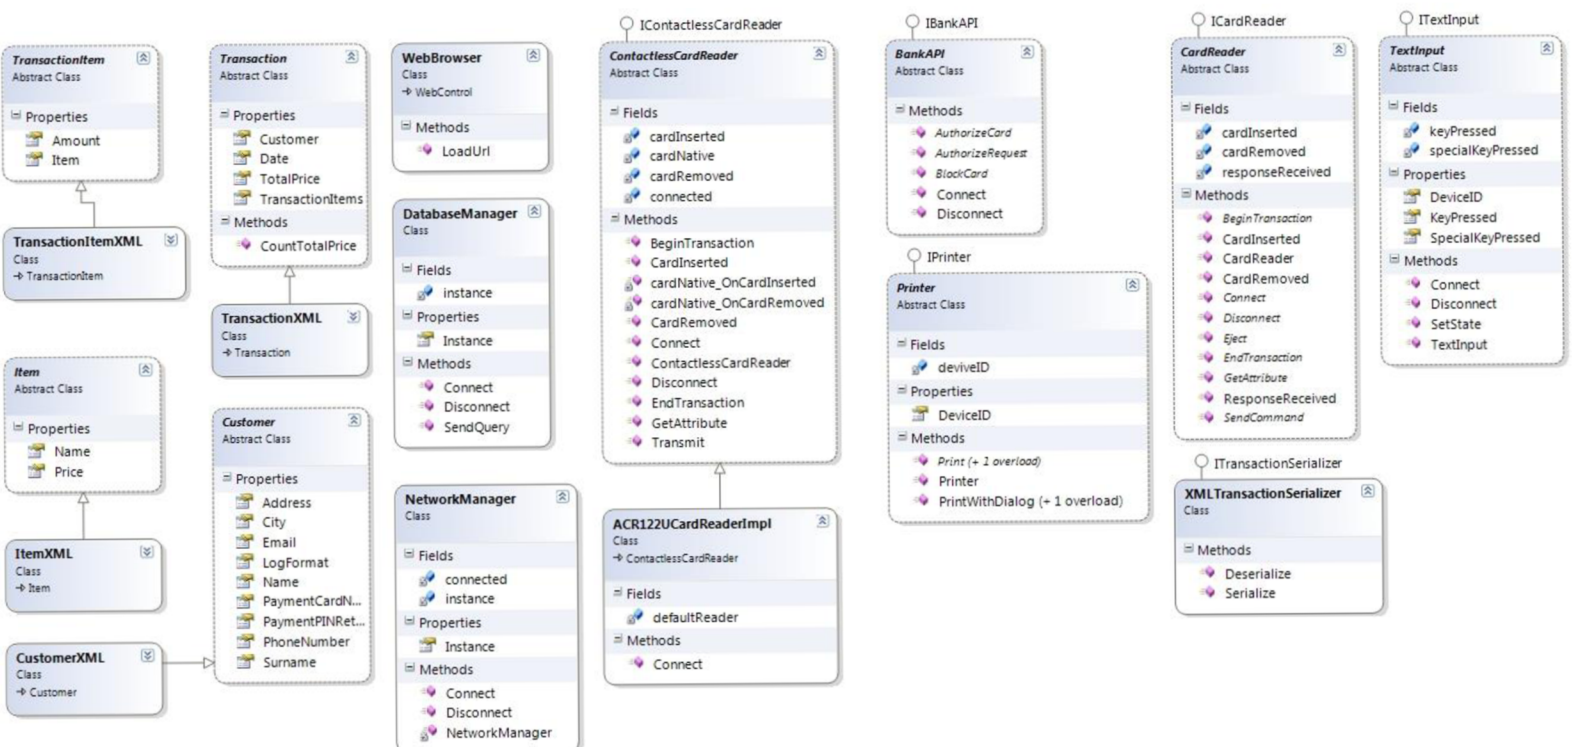 TransactionItem
Abstract Class
Properties
Amount
Item
TransactionItemXML
Class
TransactionItem
Item
Abstract Class
Properties
Name
Price
ItemXML
Class
Item
CustomerXML
Class
Customer
Transaction
Abstract Class
Properties
Customer
Date
TotalPrice
TransactionItems
Methods
CountTotalPrice
TransactionXML
Class
Transaction
Customer
Abstract Class
Properties
Address
City
Email
LogFormat
Name
PaymentCardN...
PaymentPINRet...
PhoneNumber
Surname
WebBrowser
Class
WebControl
Methods
LoadUrl
DatabaseManager
Class
Fields
instance
Properties
Instance
Methods
Connect
Disconnect
SendQuery
NetworkManager
Class
Fields
connected
instance
Properties
Instance
Methods
Connect
Disconnect
NetworkManager
IContactlessCardReader
ContactlessCardReader
Abstract Class
Fields
cardInserted
cardNative
cardRemoved
connected
Methods
BeginTransaction
CardInserted
cardNative_OnCardInserted
cardNative_OnCardRemoved
CardRemoved
Connect
ContactlessCardReader
Disconnect
EndTransaction
GetAttribute
Transmit
ACR122UCardReaderImpl
Class
ContactlessCardReader
Fields
defaultReader
Methods
Connect
IBankAPI
BankAPI
Abstract Class
Methods
AuthorizeCard
AuthorizeRequest
BlockCard
Connect
Disconnect
IPrinter
Printer
Abstract Class
Fields
deviveID
Properties
DeviceID
Methods
Print (+ 1 overload)
Printer
PrintWithDialog (+ 1 overload)
ICardReader
CardReader
Abstract Class
Fields
cardInserted
cardRemoved
responseReceived
Methods
BeginTransaction
CardInserted
CardReader
CardRemoved
Connect
Disconnect
Eject
EndTransaction
GetAttribute
ResponseReceived
SendCommand
ITransactionSerializer
XMLTransactionSerializer
Class
Methods
Deserialize
Serialize
ITextInput
TextInput
Abstract Class
Fields
keyPressed
specialKeyPressed
Properties
DeviceID
KeyPressed
SpecialKeyPressed
Methods
Connect
Disconnect
SetState
TextInput